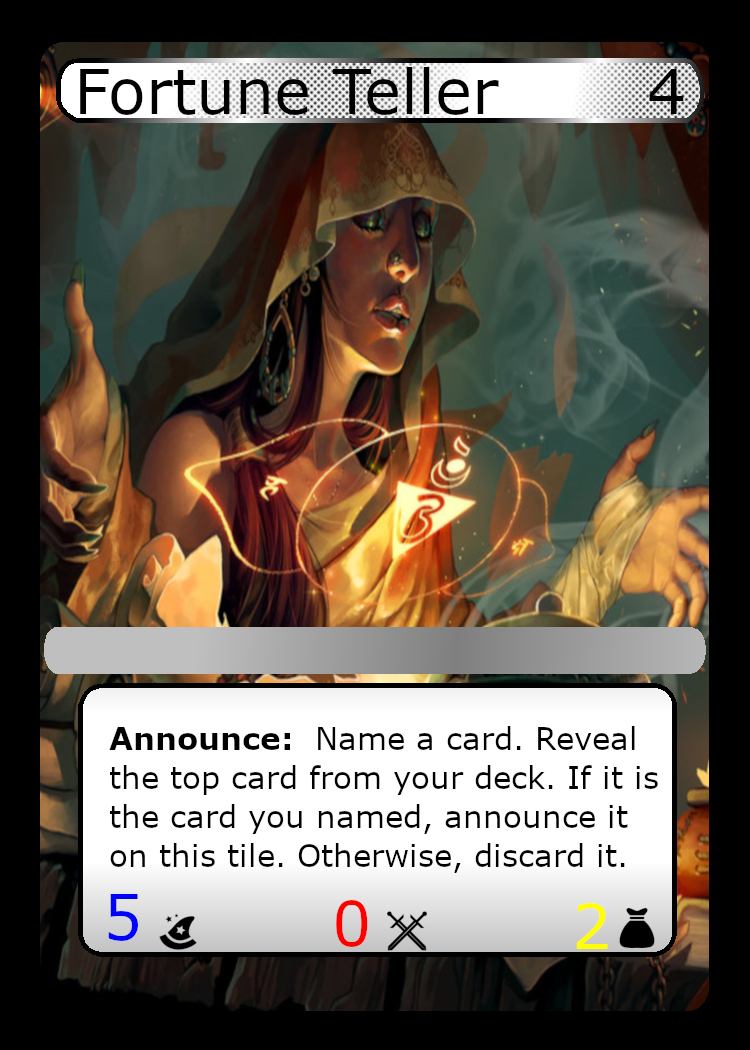 Fortune Teller 4
Announce: Name a card. Reveal
the top card from your deck. If it is
the card you named, announce it
on this tile. Otherwise, discard it.
5 0 2